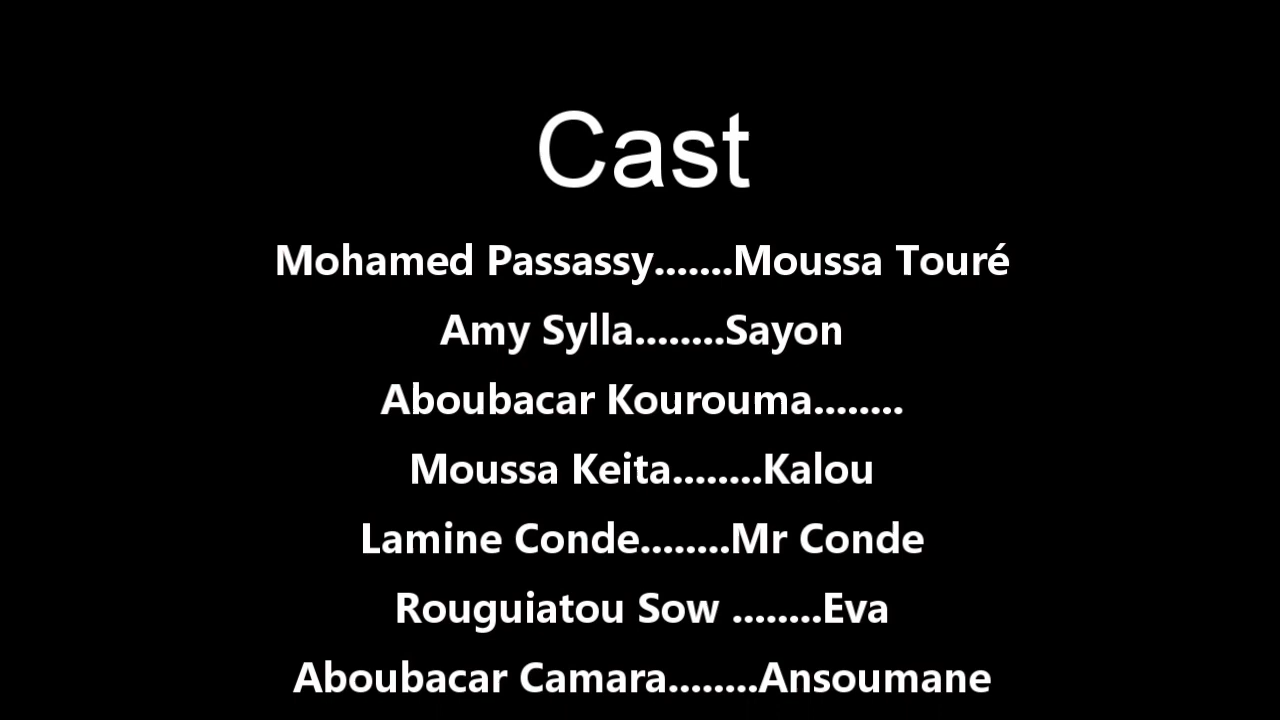 Cast
Mohamed Passassy.......Moussa Touré
Amy Sylla........Sayon
Aboubacar Kourouma........
Moussa Keita........Kalou
Lamine Conde........Mr Conde
Rouguiatou Sow ........Eva
Aboubacar Camara........Ansoumane